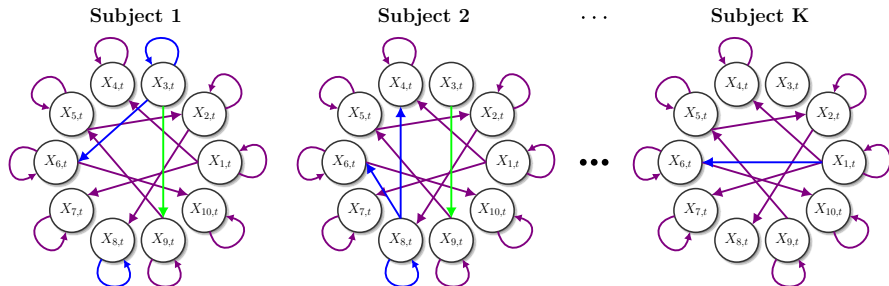 Subject 1
Subject 2
. . .
Subject K
X4,t
X3,t
X5,t
X2,t
X6,t
X1,t
X7,t
X10,t
X8,t
X9,t
X4,t
X3,t
X5,t
X2,t
X6,t
X1,t
X7,t
X10,t
X8,t
X9,t
•••
X4,t
X3,t
X5,t
X2,t
X6,t
X1,t
X7,t
X10,t
X8,t
X9,t